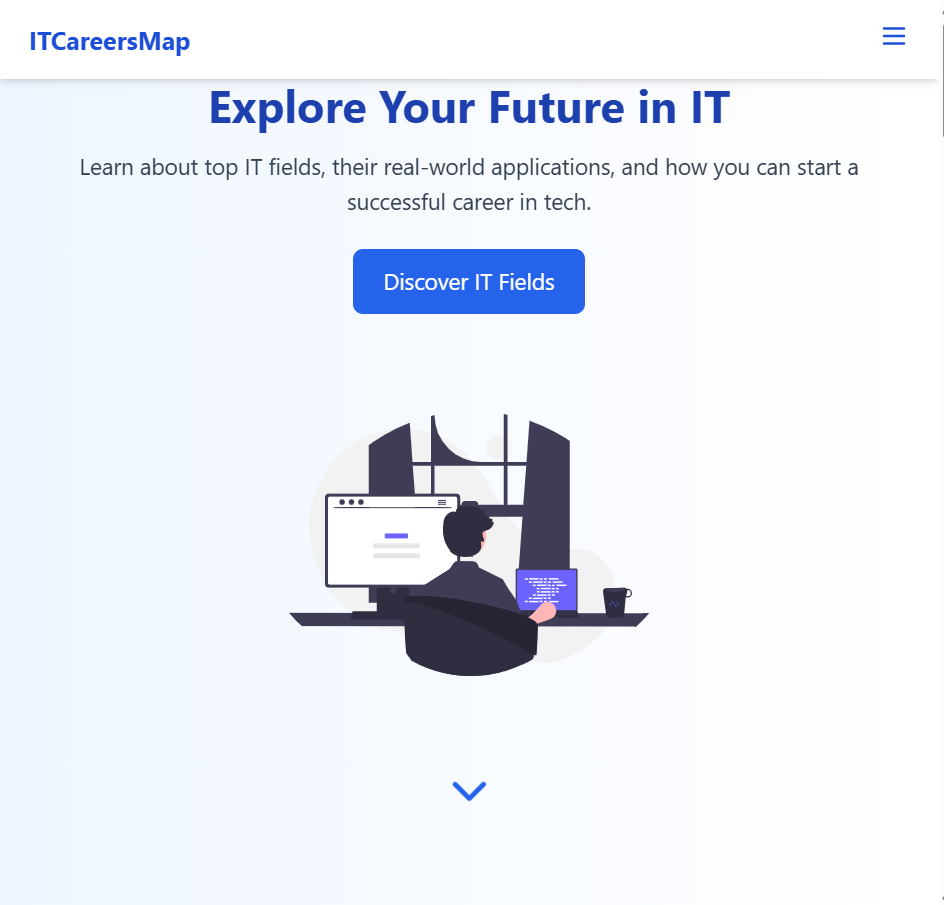 ITCareersMap
Explore Your Future in IT
Learn about top IT fields, their real-world applications, and how you can start a
successful career in tech.
Discover IT Fields